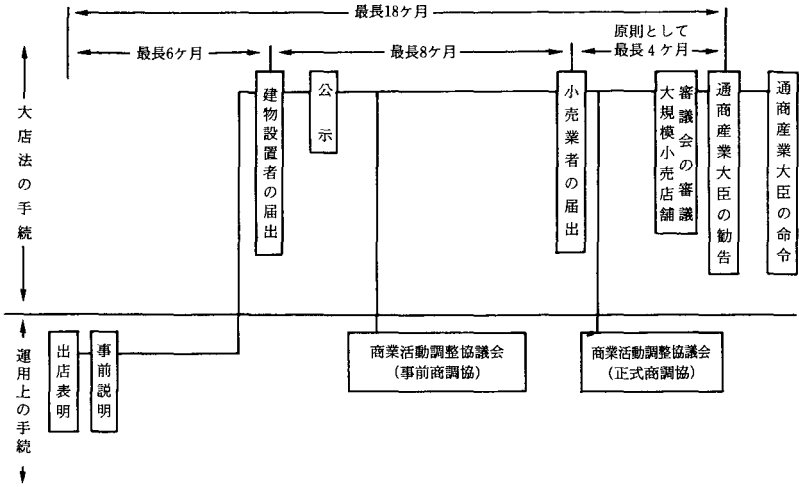 最長18ケ月
最長6ケ月
最長8ケ月
原則として
最長4ケ月
大店法の手続
建物設置者の届出
公示
小売業者の届出
審議会の審議
大規模小売店舗
通商産業大臣の勧告
通商産業大臣の命令
運用上の手続
出店表明
事前説明
商業活動調整協議会
(事前商調協)
商業活動調整協議会
(正式商調協)